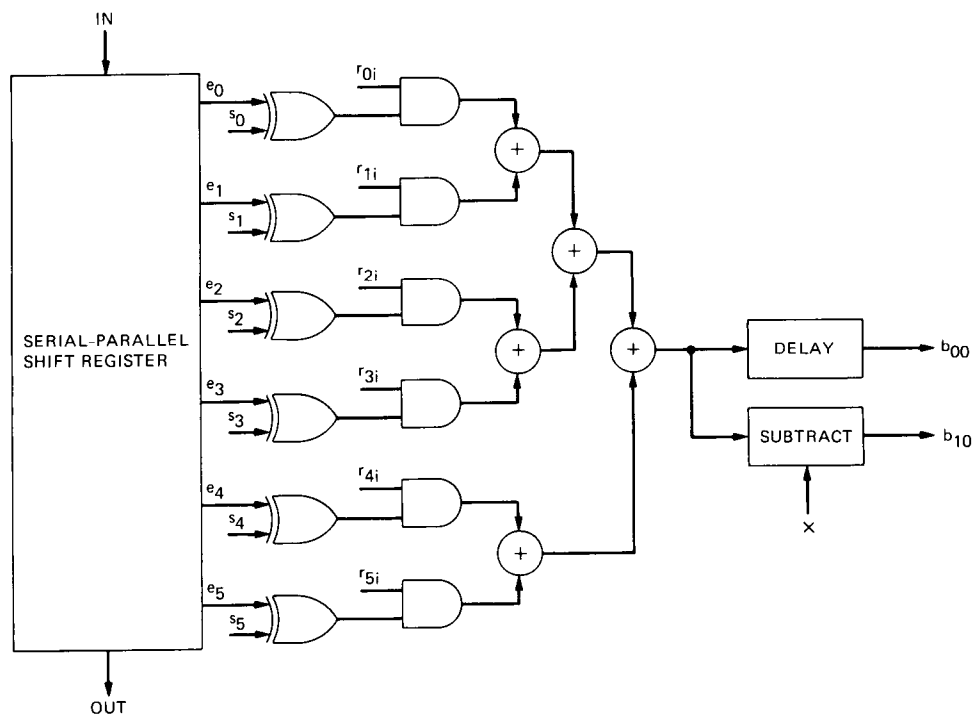 IN
r0i
e0
s0
r1i
e1
s1
r2i
e2
s2
SERIAL-PARALLEL
SHIFT REGISTER
+
+
+
+
+
DELAY
b00
r3i
e3
s3
SUBTRACT
b10
r4i
e4
s4
X
r5i
e5
s5
OUT